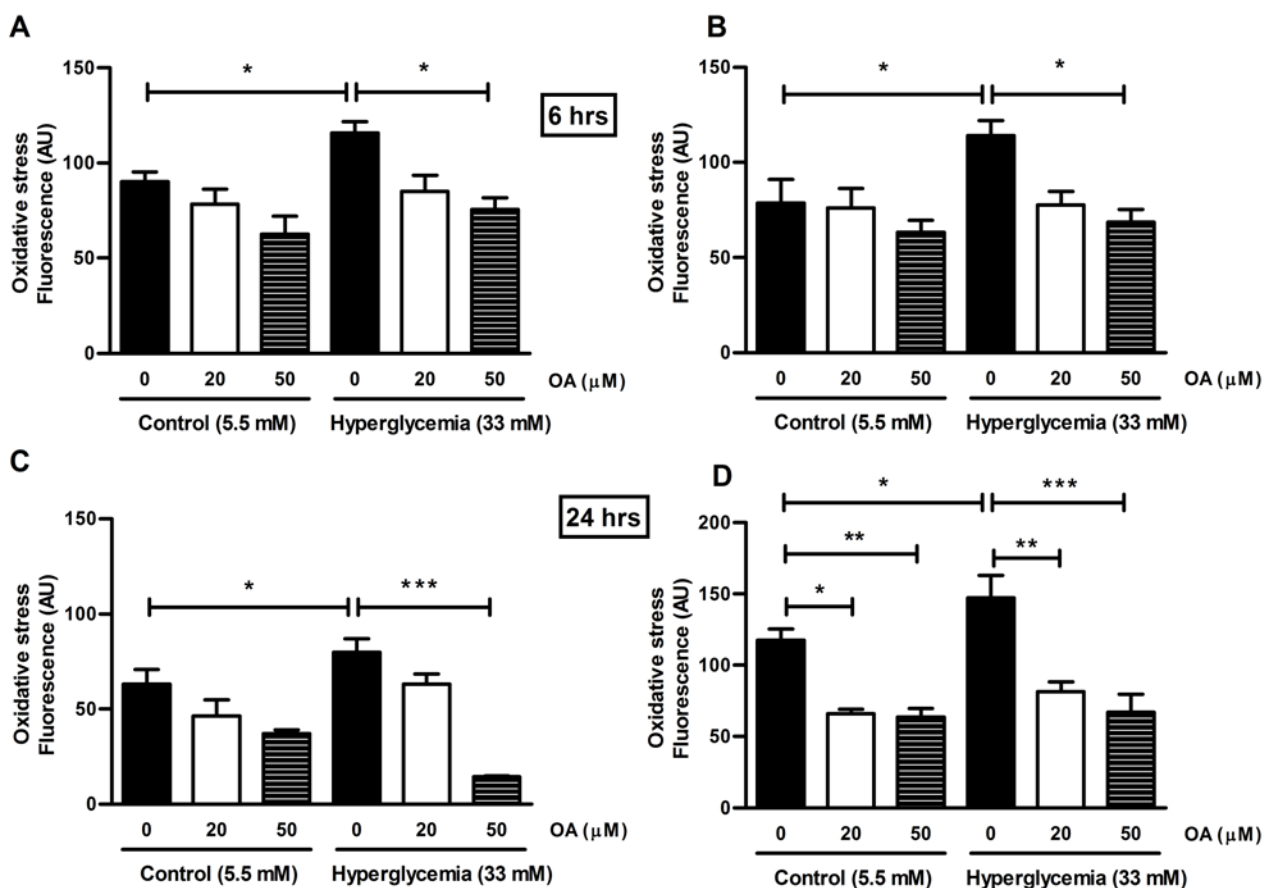 A
Oxidative stress
Fluorescence (AU)
150
100
50
0
*
*
0 20 50 OA (μM)
Control (5.5 mM) Hyperglycemia (33 mM)
6 hrs
B
Oxidative stress
Fluorescence (AU)
150
100
50
0
*
*
0 20 50 0 20 50 OA (μM)
Control (5.5 mM) Hyperglycemia (33 mM)
C
Oxidative stress
Fluorescence (AU)
150
100
50
0
*
***
0 20 50 0 20 50 OA (μM)
Control (5.5 mM) Hyperglycemia (33 mM)
24 hrs
D
Oxidative stress
Fluorescence (AU)
200
150
100
50
0
*
***
**
**
*
0 20 50 0 20 50 OA (μM)
Control (5.5 mM) Hyperglycemia (33 mM)